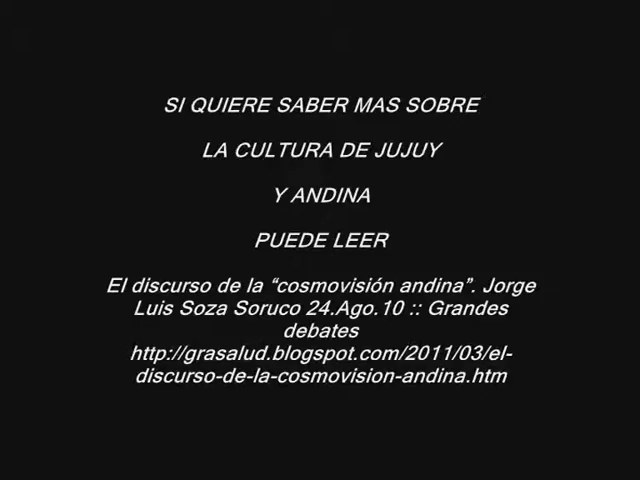 SI QUIERE SABER MAS SOBRE
LA CULTURA DE JUJUY
Y ANDINA
PUEDE LEER
El discurso de la “cosmovisión andina”. Jorge
Luis Soza Soruco 24.Ago.10 :: Grandes
debates
http://grasalud.blogspot.com/2011/03/el-
discurso-de-la-cosmovision-andina.htm